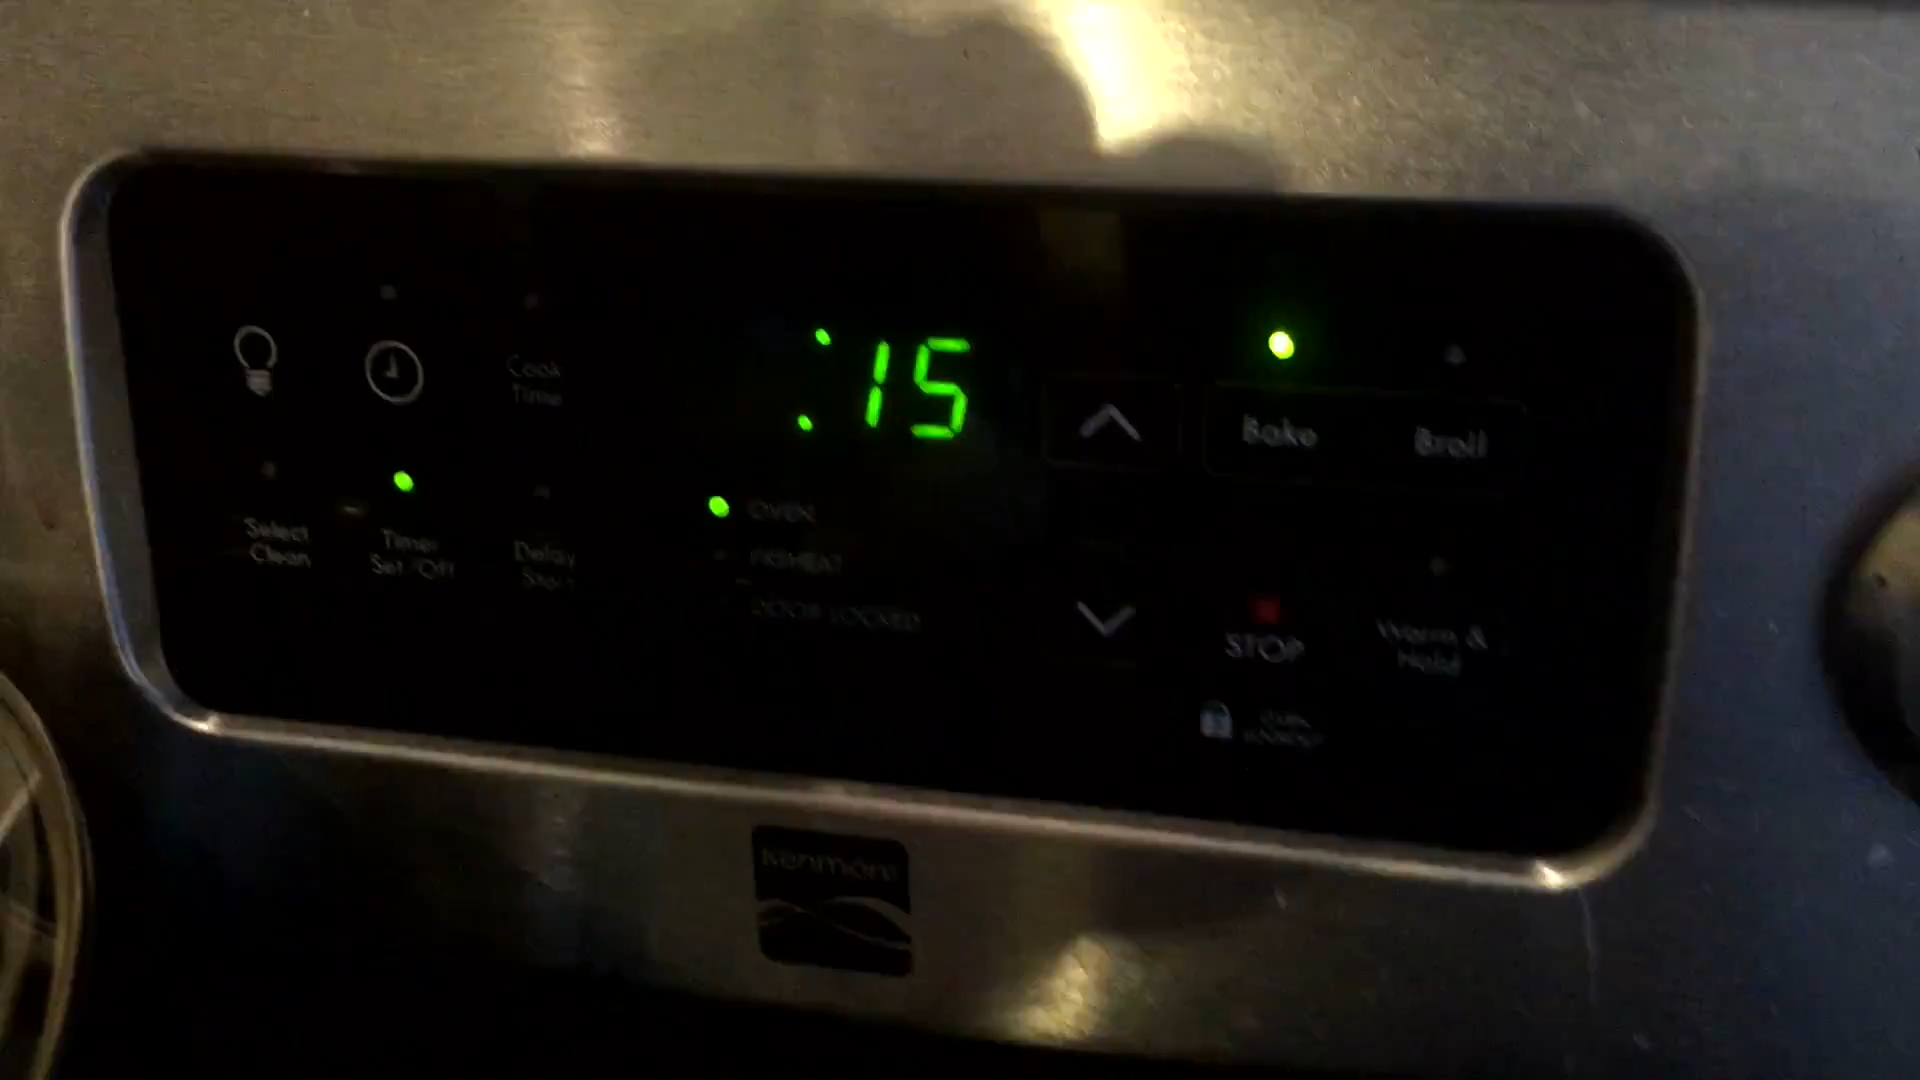 :15
Cook
Time
Bake
Broil
OVEN
PREHEAT
DOOR LOCKED
Select
Clean
Timer
Set/Off
Delay
Start
STOP
Warm &
Hold
Kenmore